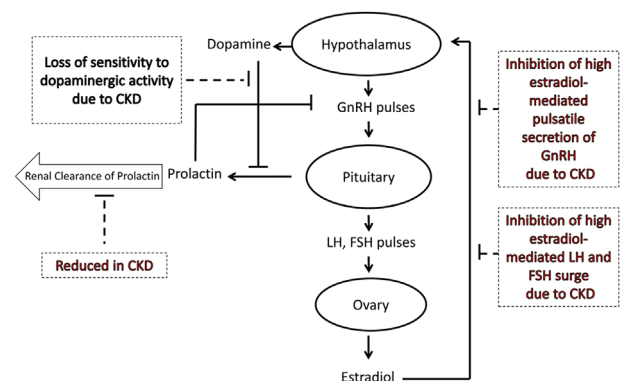 Dopamine
Hypothalamus
Loss of sensitivity to
dopaminergic activity
due to CKD
Inhibition of high
estradiol-
mediated
pulsatile
secretion of
GnRH
due to CKD
GnRH pulses
Renal Clearance of Prolactin
Prolactin
Pituitary
Reduced in CKD
LH, FSH pulses
Inhibition of high
estradiol-
mediated LH and
FSH surge
due to CKD
Ovary
Estradiol